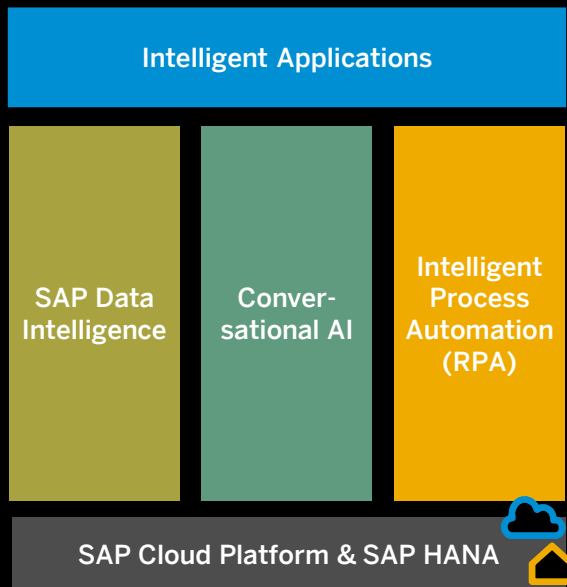 Intelligent Applications
SAP Data
Intelligence
Conver-
sational AI
Intelligent
Process
Automation
(RPA)
SAP Cloud Platform & SAP HANA